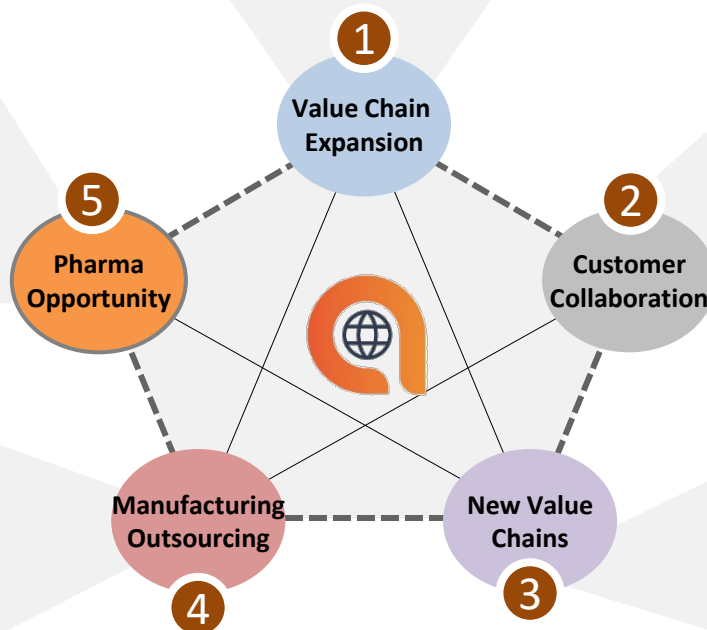 1
Value Chain
Expansion
2
Customer
Collaboration
3
New Value
Chains
4
Manufacturing
Outsourcing
5
Pharma
Opportunity